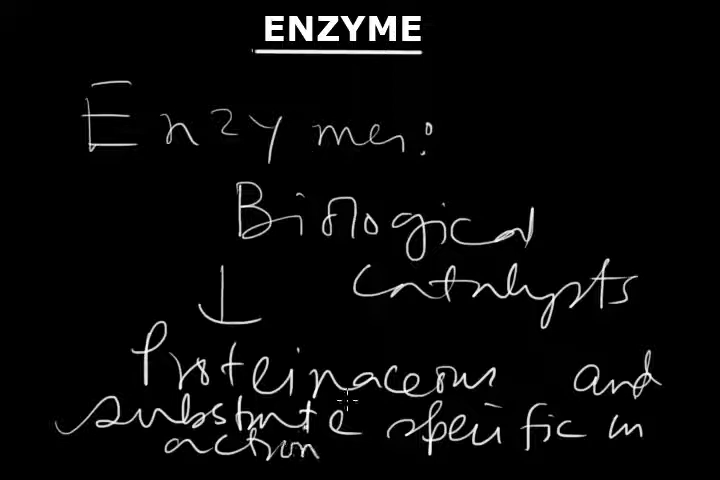 ENZYME
Enzymes:
Biological
catalysts
Proteinaceous and
substrate specific in
action